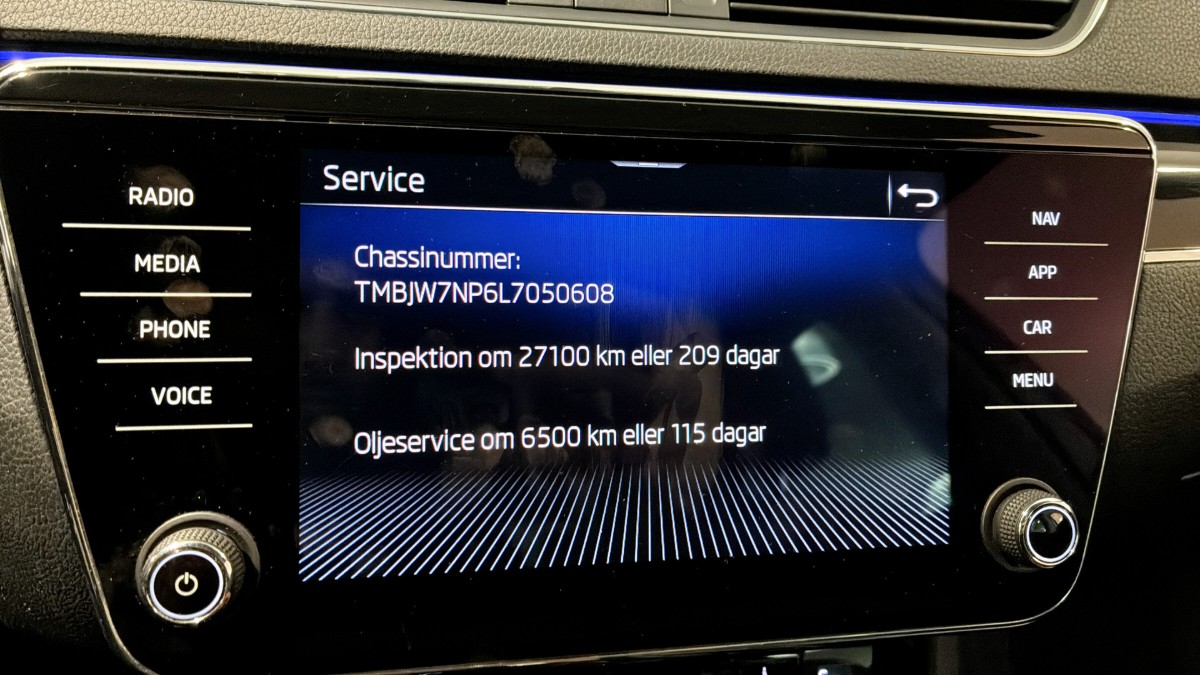 Service
RADIO
MEDIA
PHONE
VOICE
Chassinummer:
TMBJW7NP6L7050608
Inspektion om 27100 km eller 209 dagar
Oljeservice om 6500 km eller 115 dagar
NAV
APP
CAR
MENU